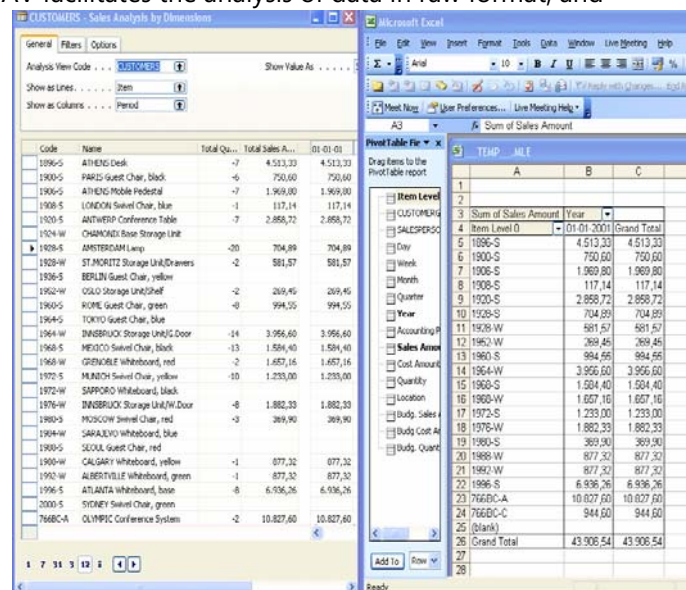 NAV facilitates the analysis of data in raw format, and
CUSTOMERS - Sales Analysis by Dimensions
General Filters Options
Analysis View Code . . . . CUSTOMERS
Show Value As . . . . .
Show as Lines. . . . . . Item
Show as Columns . . . . Period
Code Name Total Qu... Total Sales A... 01-01-01
1896-S ATHENS Desk -7 4.513,33 4.513,33
1900-S PARIS Guest Chair, black -6 750,60 750,60
1906-S ATHENS Mobile Pedestal -7 1.969,80 1.969,80
1908-S LONDON Swivel Chair, blue -1 117,14 117,14
1920-S ANTWERP Conference Table -7 2.858,72 2.858,72
1924-W CHAMONIX Base Storage Unit
1928-S AMSTERDAM Lamp -20 704,89 704,89
1928-W ST.MORITZ Storage Unit/Drawers -2 581,57 581,57
1936-S BERLIN Guest Chair, yellow
1952-W OSLO Storage Unit/Shelf -2 269,45 269,45
1960-S ROME Guest Chair, green -8 994,55 994,55
1964-S TOKYO Guest Chair, blue
1964-W INNSBRUCK Storage Unit/G.Door -14 3.956,60 3.956,60
1968-S MEXICO Swivel Chair, black -13 1.584,40 1.584,40
1968-W GRENOBLE Whiteboard, red -2 1.657,16 1.657,16
1972-S MUNICH Swivel Chair, yellow -10 1.233,00 1.233,00
1972-W SAPPORO Whiteboard, black
1976-W INNSBRUCK Storage Unit/W.Door -8 1.882,33 1.882,33
1980-S MOSCOW Swivel Chair, red -3 369,90 369,90
1984-W SARAJEVO Whiteboard, blue
1988-S SEOUL Guest Chair, red
1988-W CALGARY Whiteboard, yellow -1 877,32 877,32
1992-W ALBERTVILLE Whiteboard, green -1 877,32 877,32
1996-S ATLANTA Whiteboard, base -8 6.936,26 6.936,26
2000-S SYDNEY Swivel Chair, green
766BC-A OLYMPIC Conference System -2 10.827,60 10.827,60
1 7 31 3 12
Microsoft Excel
File Edit View Insert Format Tools Data Window Live Meeting Help
Arial 10 B I U %
Reply with Changes...
Meet Now User Preferences... Live Meeting Help
A3 fx Sum of Sales Amount
PivotTable Fie
Drag items to the
PivotTable report
Item Level
CUSTOMERG
SALESPERSO
Day
Week
Month
Quarter
Year
Accounting P
Sales Amou
Cost Amount
Quantity
Location
Budg. Sales
Budg Cost A
Budg. Quant
Add To Row
TEMP MLE
A B C
1
2
3 Sum of Sales Amount Year
4 Item Level 0 01-01-2001 Grand Total
5 1896-S 4.513,33 4.513,33
6 1900-S 750,60 750,60
7 1906-S 1.969,80 1.969,80
8 1908-S 117,14 117,14
9 1920-S 2.858,72 2.858,72
10 1928-S 704,89 704,89
11 1928-W 581,57 581,57
12 1952-W 269,45 269,45
13 1960-S 994,55 994,55
14 1964-W 3.956,60 3.956,60
15 1968-S 1.584,40 1.584,40
16 1968-W 1.657,16 1.657,16
17 1972-S 1.233,00 1.233,00
18 1976-W 1.882,33 1.882,33
19 1980-S 369,90 369,90
20 1988-W 877,32 877,32
21 1992-W 877,32 877,32
22 1996-S 6.936,26 6.936,26
23 766BC-A 10.827,60 10.827,60
24 766BC-C 944,60 944,60
25 (blank)
26 Grand Total 43.906,54 43.906,54
27
28
Ready